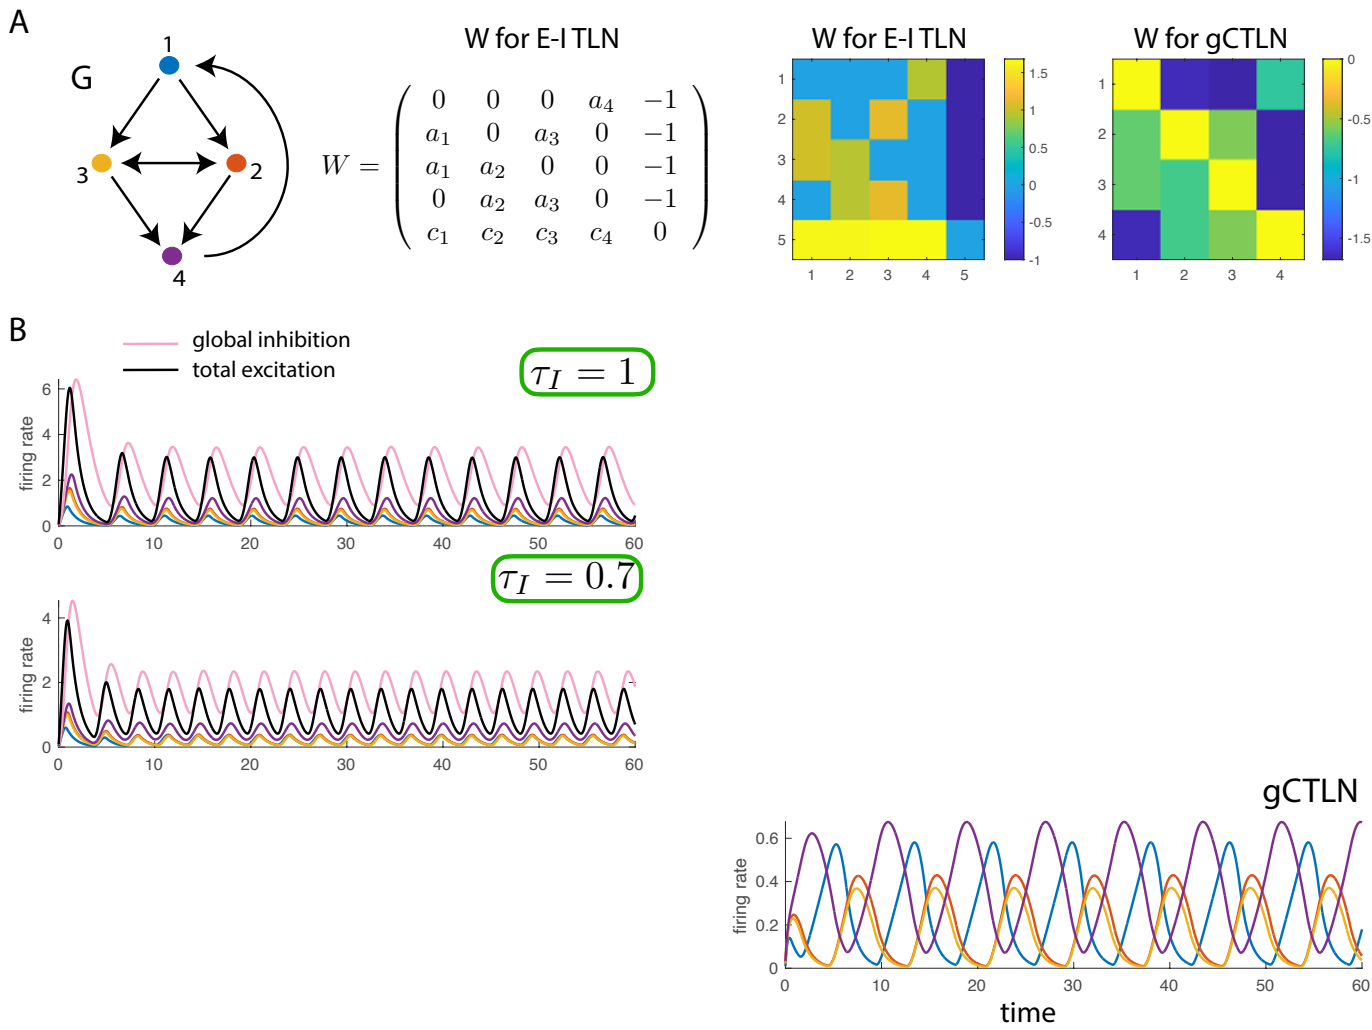 A
G
1
3
2
4
W for E-I TLN
W =
0 0 0 a₄ −1
a₁ 0 a₃ 0 −1
a₁ a₂ 0 0 −1
0 a₂ a₃ 0 −1
c₁ c₂ c₃ c₄ 0
W for E-I TLN
1
2
3
4
5
1 2 3 4 5
1.5
1
0.5
0
-0.5
-1
W for gCTLN
1
2
3
4
1 2 3 4
0
-0.5
-1
-1.5
B
global inhibition
total excitation
τ_I = 1
firing rate
6
4
2
0
0 10 20 30 40 50 60
τ_I = 0.7
firing rate
4
2
0
0 10 20 30 40 50 60
gCTLN
firing rate
0.6
0.4
0.2
0
0 10 20 30 40 50 60
time